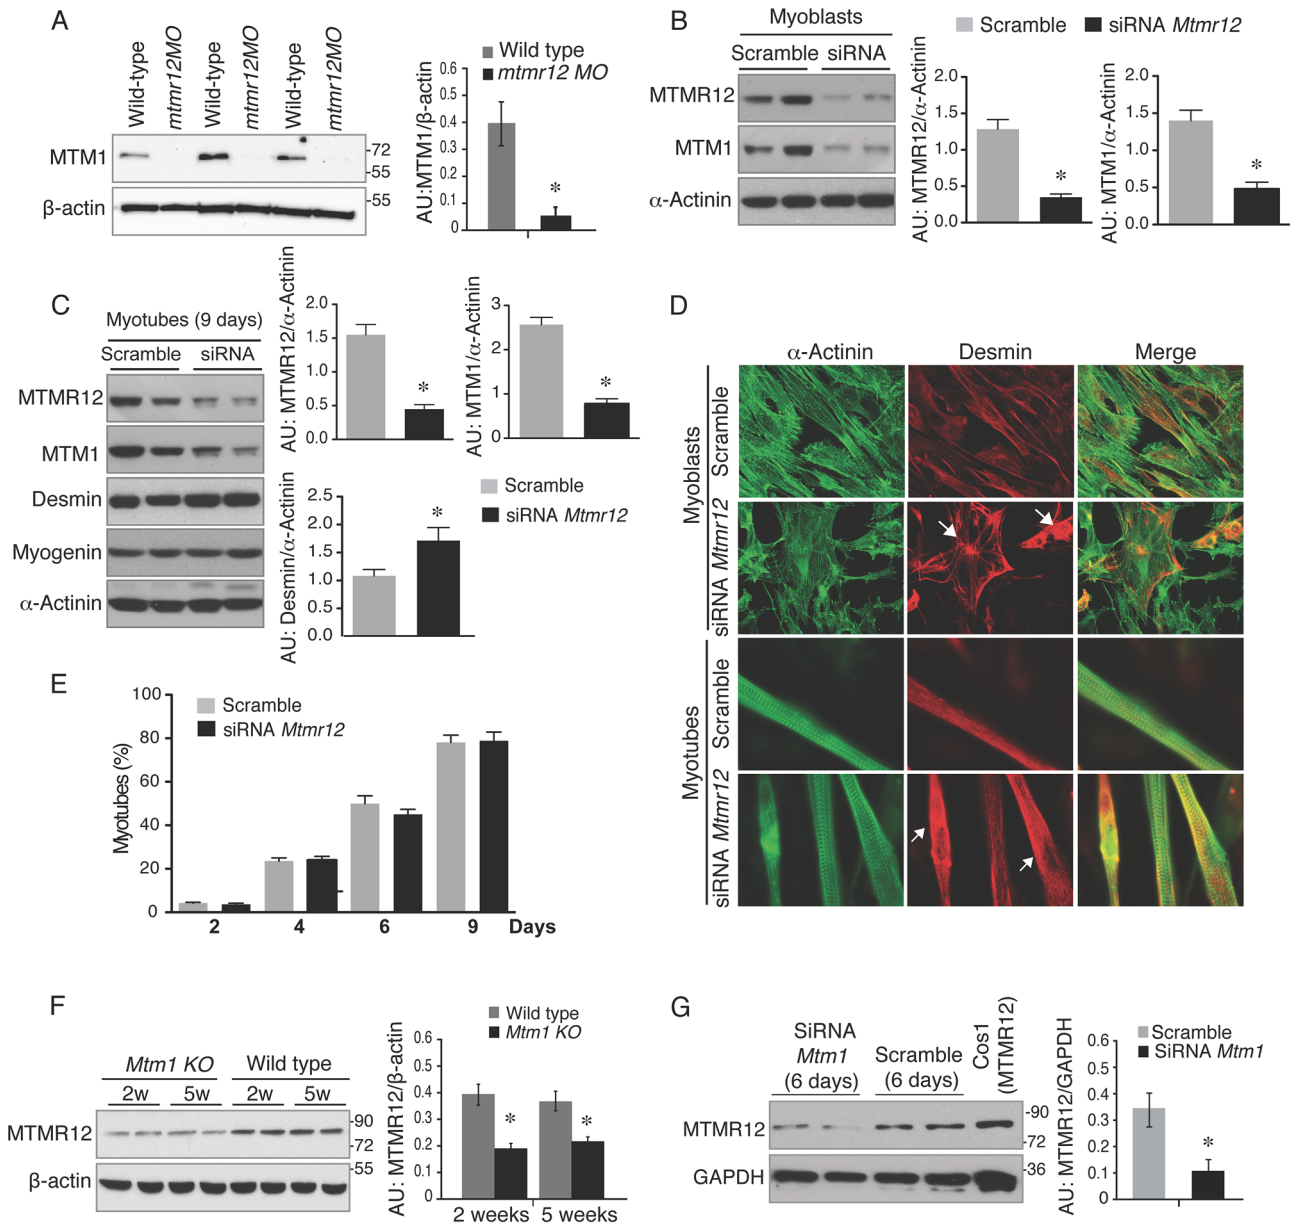 A
Wild-type
mtmr12MO
Wild-type
mtmr12MO
Wild-type
mtmr12MO
MTM1
72
55
β-actin
-55
Wild type
mtmr12 MO
AU:MTM1/β-actin
0.6
0.5
0.4
0.3
0.2
0.1
0
*
B
Myoblasts
Scramble siRNA
MTMR12
MTM1
α-Actinin
Scramble
siRNA Mtmr12
AU: MTMR12/α-Actinin
2.0
1.5
1.0
0.5
0.0
*
AU: MTM1/α-Actinin
2.0
1.5
1.0
0.5
0.0
*
C
Myotubes (9 days)
Scramble siRNA
MTMR12
MTM1
Desmin
Myogenin
α-Actinin
AU: MTMR12/α-Actinin
2.0
1.5
1.0
0.5
0.0
*
AU: MTM1/α-Actinin
3
2
1
0
*
AU: Desmin/α-Actinin
2.5
2.0
1.5
1.0
0.5
0.0
*
Scramble
siRNA Mtmr12
D
α-Actinin Desmin Merge
Myoblasts
Scramble
siRNA Mtmr12
Myotubes
Scramble
siRNA Mtmr12
E
Myotubes (%)
100
80
60
40
20
0
Scramble
siRNA Mtmr12
2 4 6 9 Days
F
Mtm1 KO Wild type
2w 5w 2w 5w
MTMR12
-90
72
β-actin
-55
Wild type
Mtm1 KO
AU: MTMR12/β-actin
0.6
0.5
0.4
0.3
0.2
0.1
0
* *
2 weeks 5 weeks
G
SiRNA
Mtm1
(6 days)
Scramble
(6 days)
Cos1
(MTMR12)
MTMR12
-90
-72
GAPDH
-36
AU: MTMR12/GAPDH
0.6
0.5
0.4
0.3
0.2
0.1
0
Scramble
SiRNA Mtm1
*